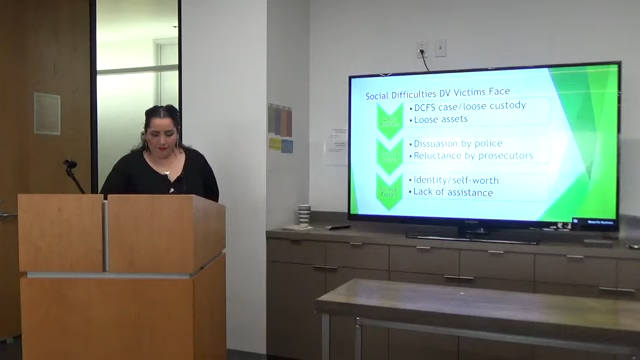 Social Difficulties DV Victims Face
• DCFS case/loose custody
• Loose assets
• Dissuasion by police
• Reluctance by prosecutors
• Identity/self-worth
• Lack of assistance